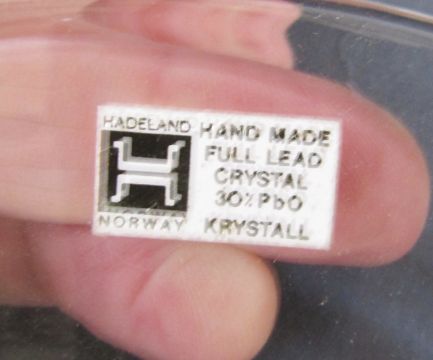 HADELAND
NORWAY
HAND MADE
FULL LEAD
CRYSTAL
30% PbO
KRYSTALL